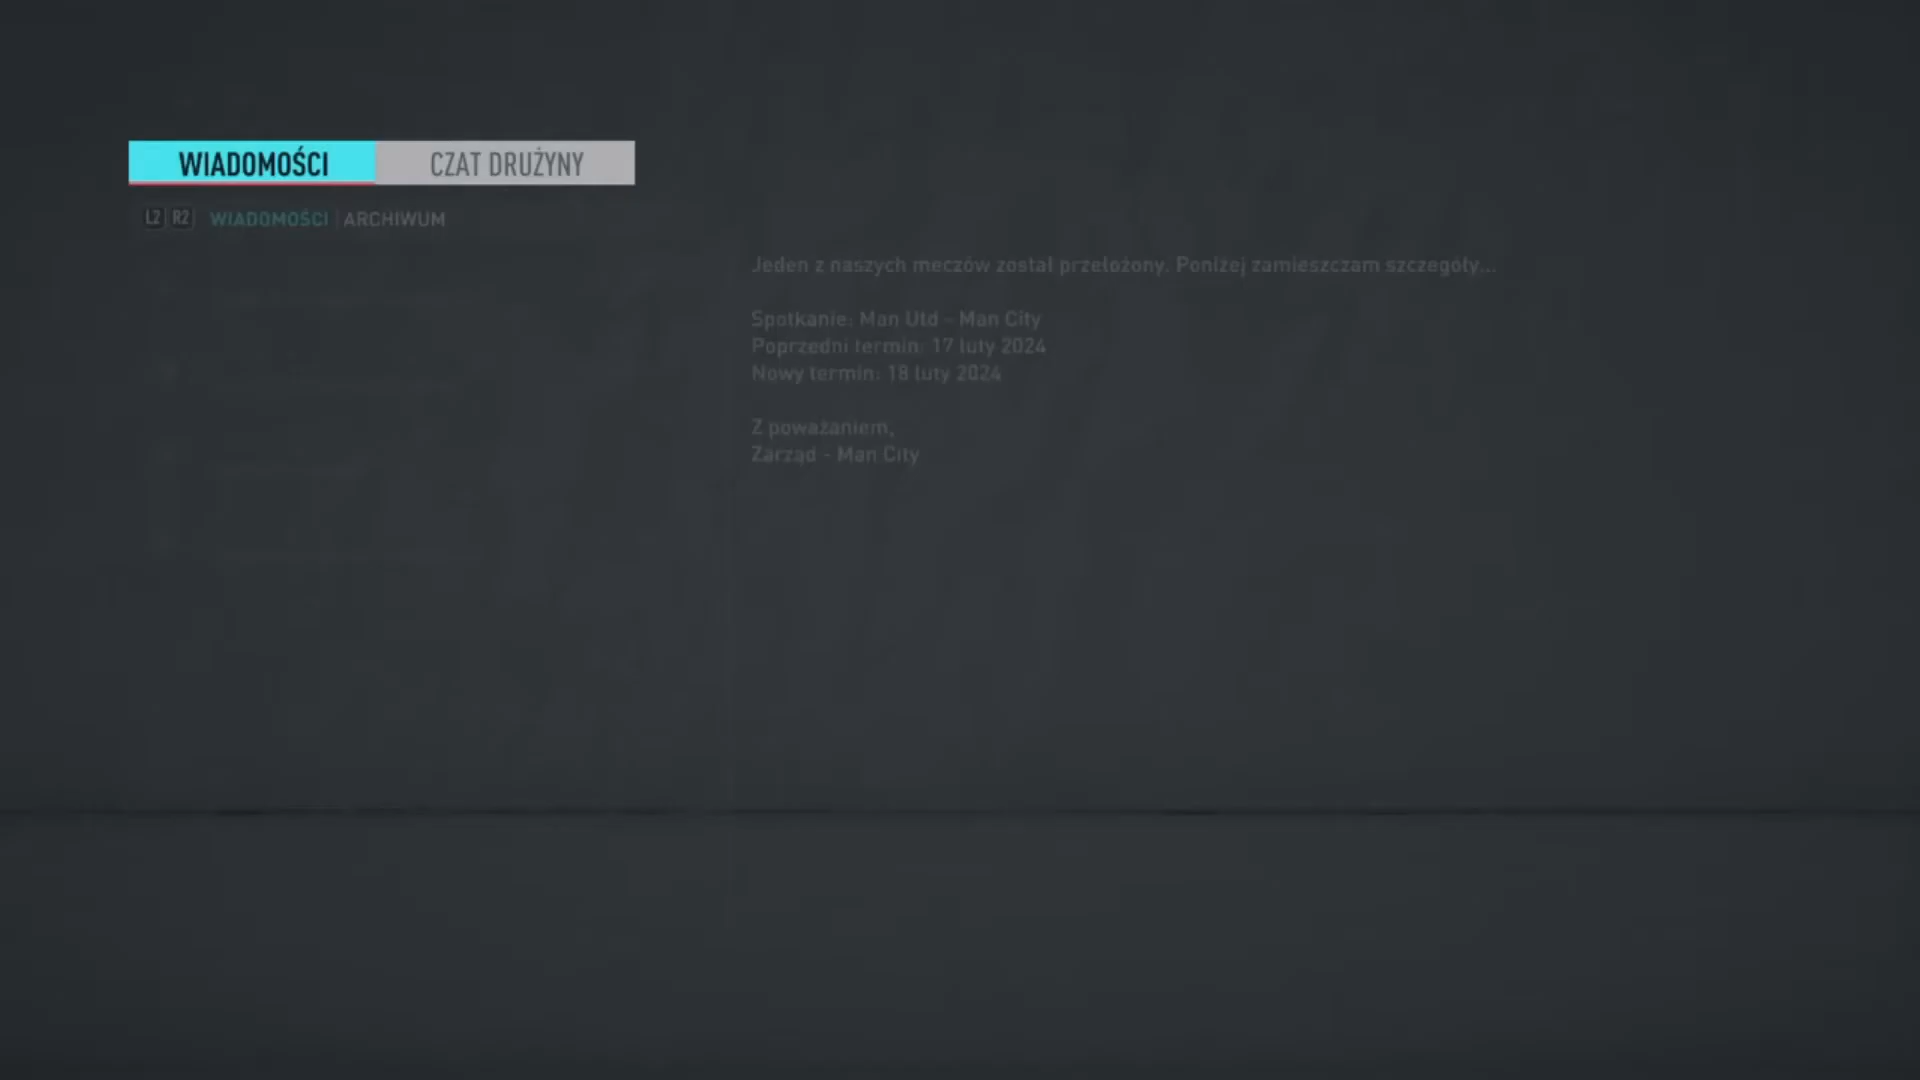 WIADOMOŚCI
CZAT DRUŻYNY
L2 R2 WIADOMOŚCI | ARCHIWUM
Jeden z naszych meczów został przełożony. Poniżej zamieszczam szczegóły...
Spotkanie: Man Utd - Man City
Poprzedni termin: 17 luty 2024
Nowy termin: 18 luty 2024
Z poważaniem,
Zarząd - Man City